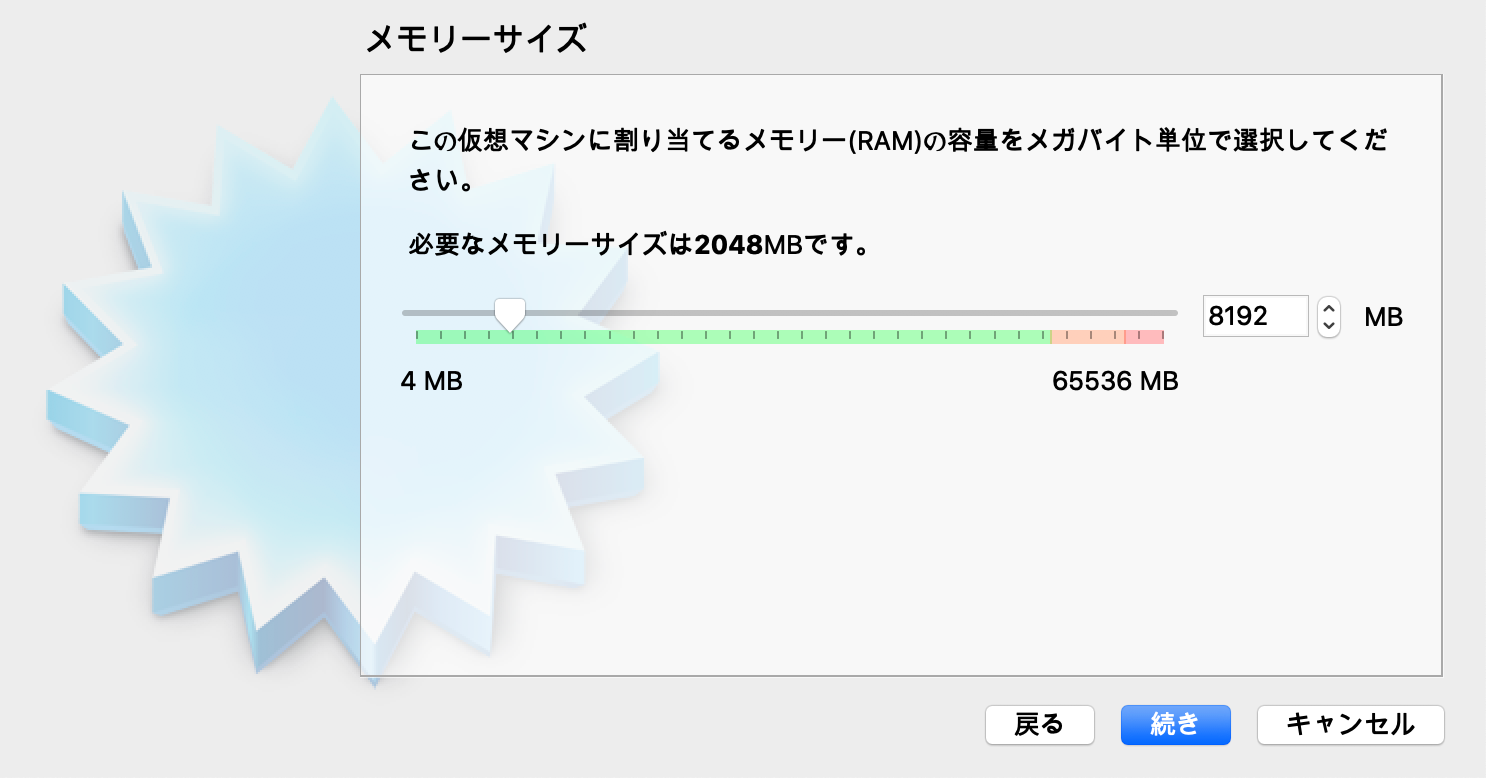 メモリーサイズ
この仮想マシンに割り当てるメモリー(RAM)の容量をメガバイト単位で選択してくだ
さい。
必要なメモリーサイズは2048MBです。
8192 MB
4 MB 65536 MB
戻る 続き キャンセル